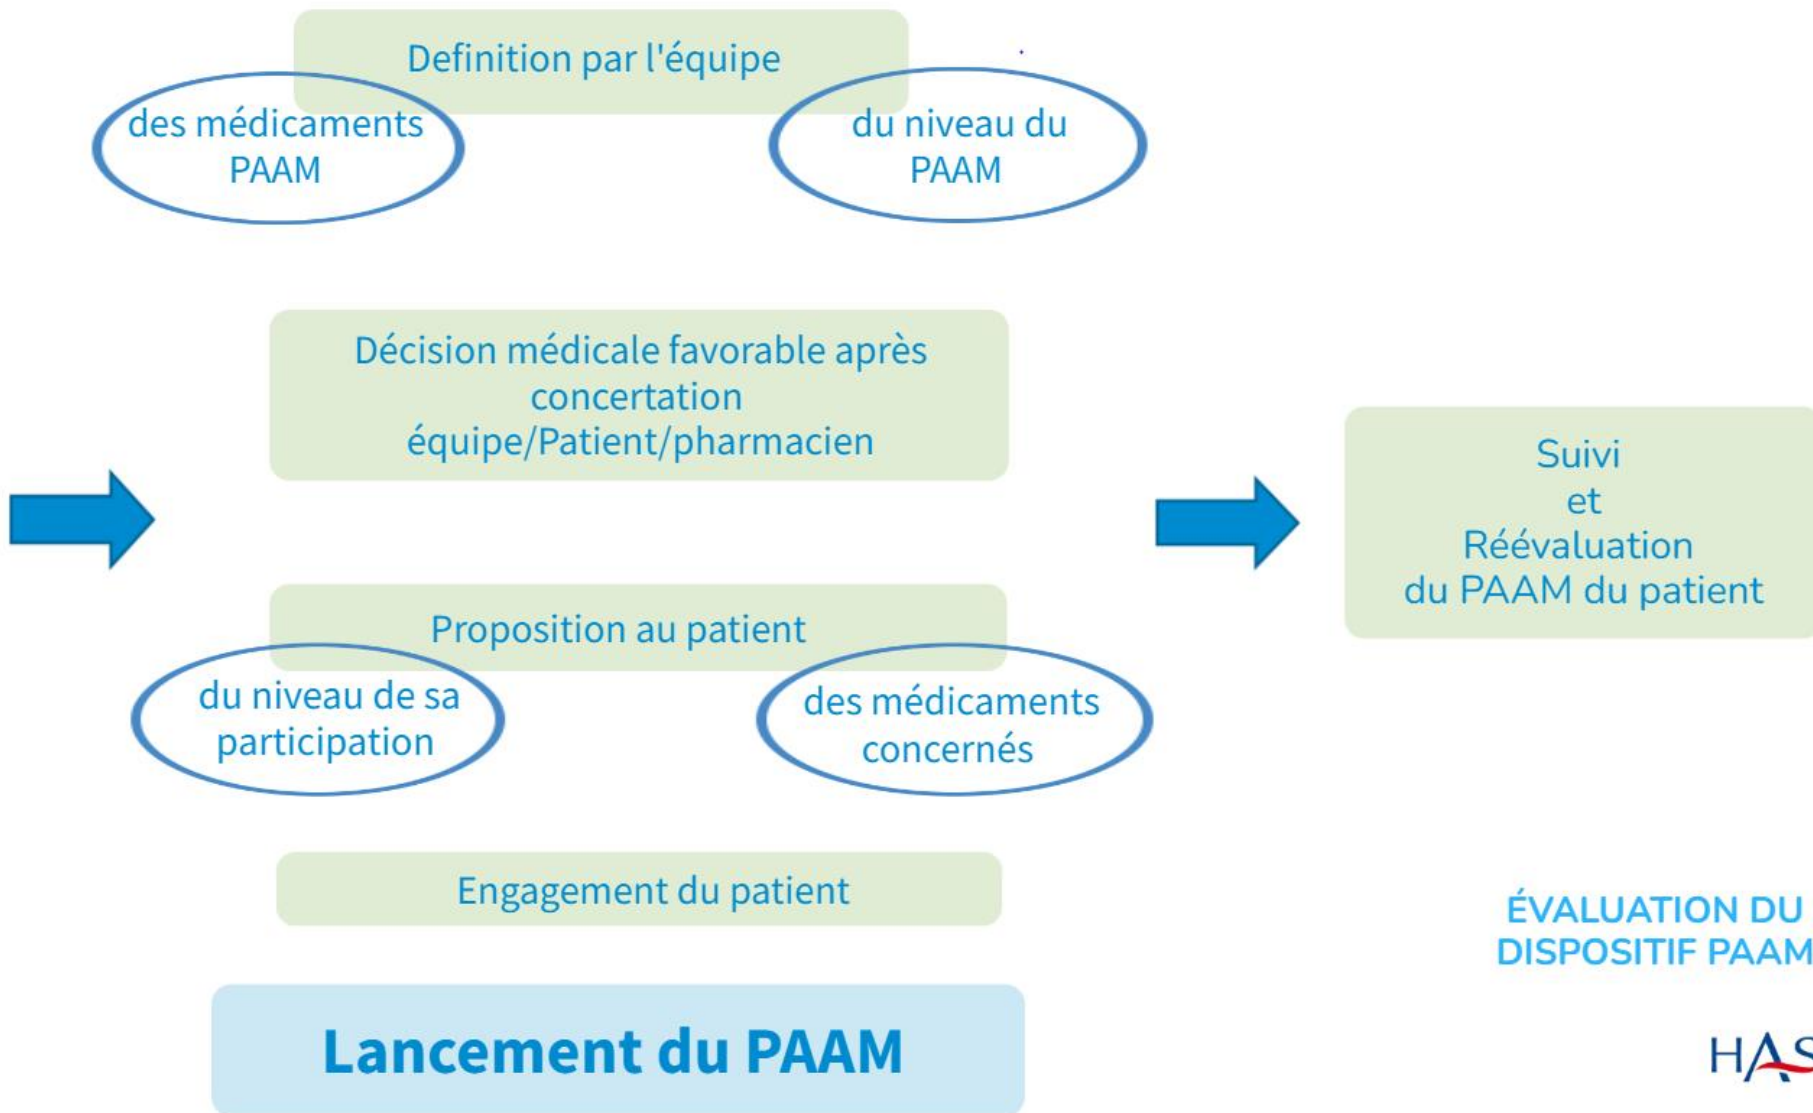 Definition par l'équipe
des médicaments
PAAM
du niveau du
PAAM
Décision médicale favorable après
concertation
équipe/Patient/pharmacien
Proposition au patient
du niveau de sa
participation
des médicaments
concernés
Engagement du patient
Lancement du PAAM
Suivi
et
Réévaluation
du PAAM du patient
ÉVALUATION DU
DISPOSITIF PAAM
HAS